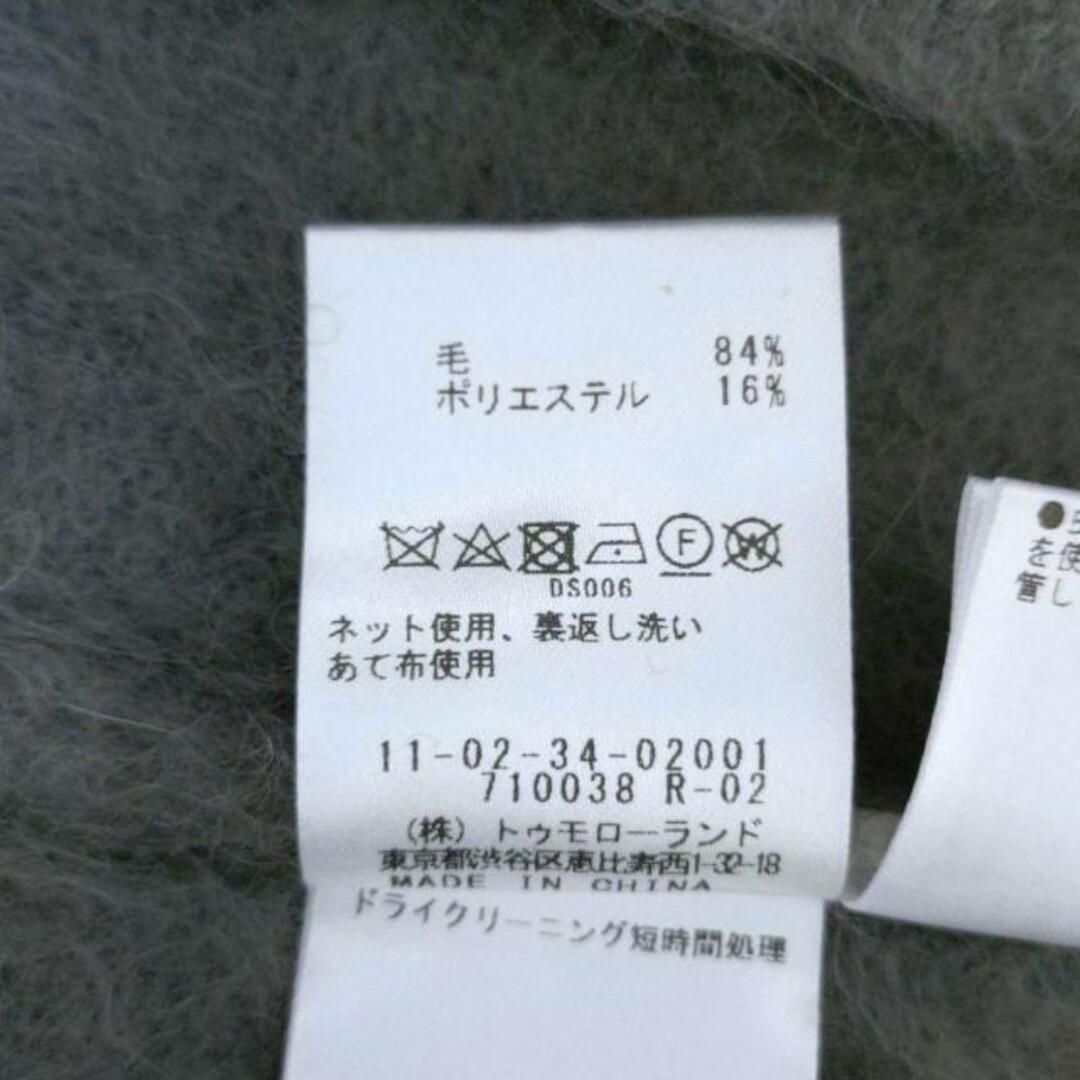 毛 84%
ポリエステル 16%
F W
DS006
ネット使用、裏返し洗い
あて布使用
11-02-34-02001
710038 R-02
(株)トゥモローランド
東京都渋谷区恵比寿西1-32-18
MADE IN CHINA
ドライクリーニング短時間処理
を使
管し